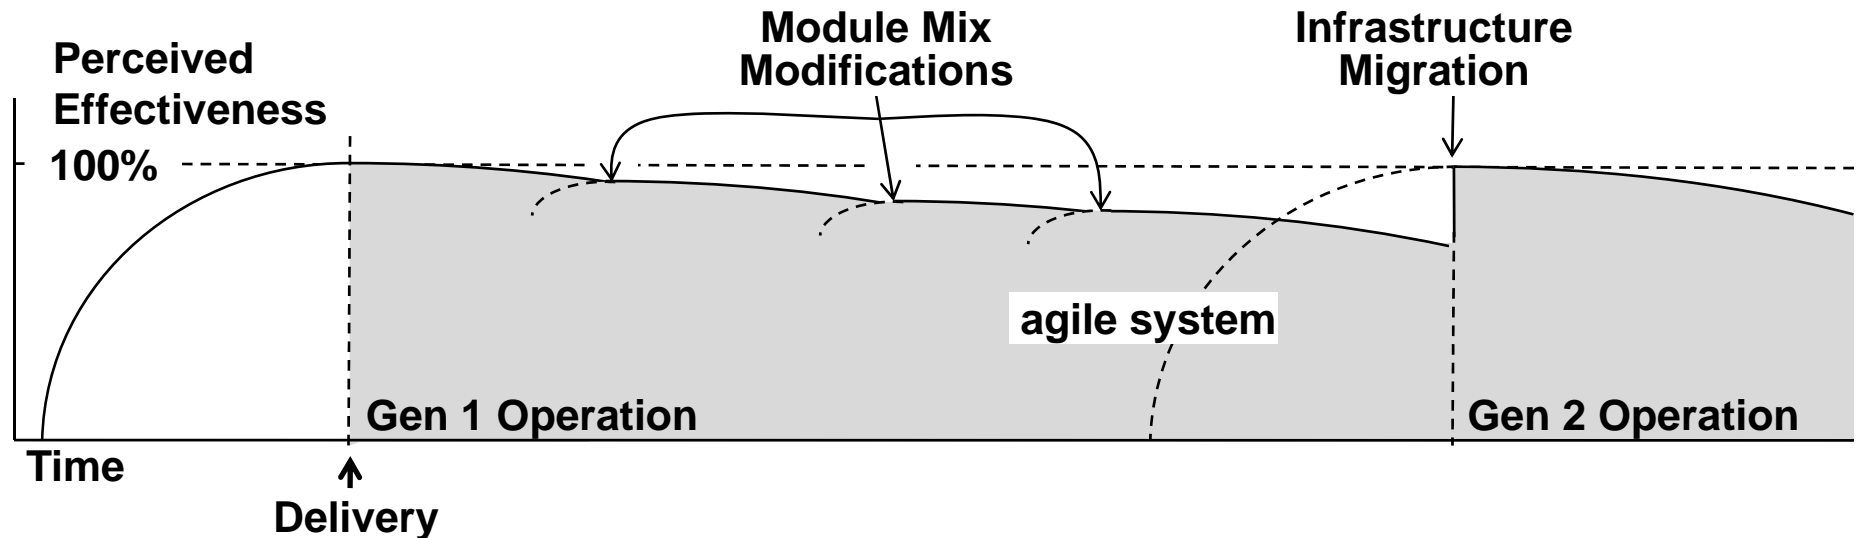 Module Mix
Modifications
Infrastructure
Migration
Perceived
Effectiveness
100%
agile system
Gen 1 Operation
Gen 2 Operation
Time
Delivery